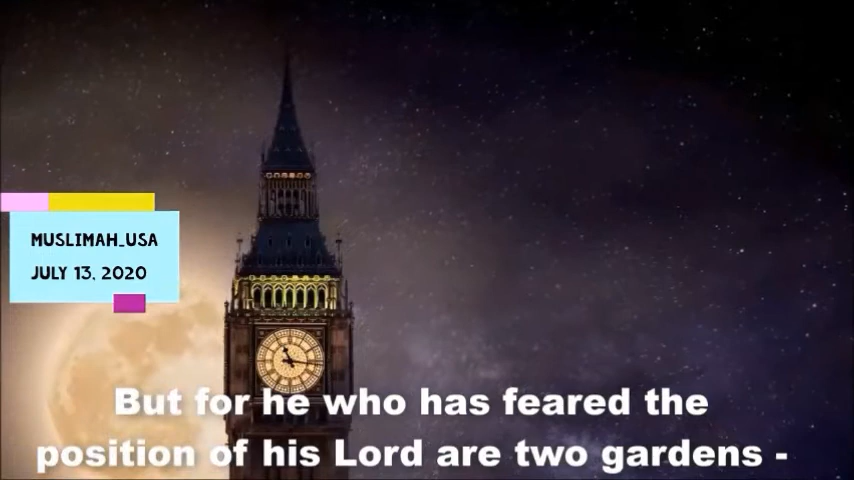 MUSLIMAH_USA
JULY 13, 2020
But for he who has feared the
position of his Lord are two gardens -